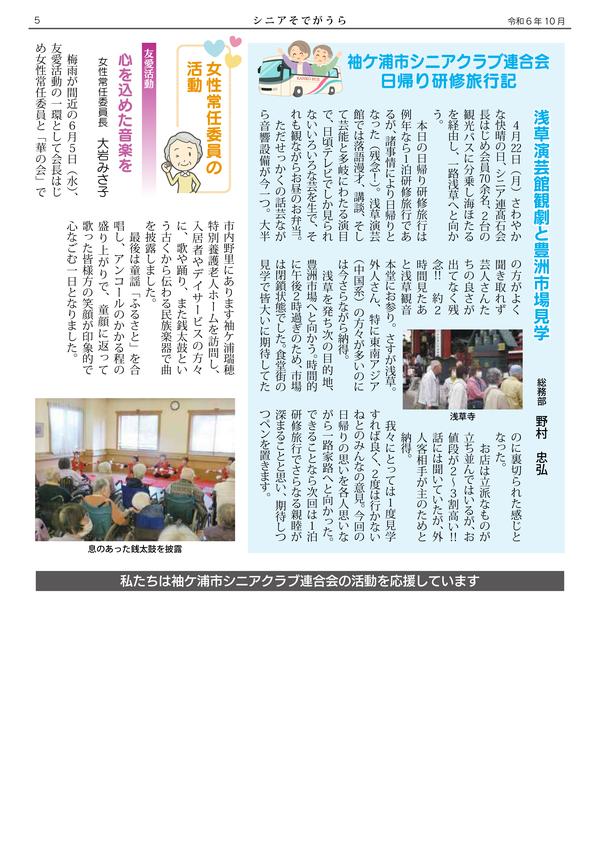 5
シニアそでがうら
令和6年10月
袖ケ浦市シニアクラブ連合会
日帰り研修旅行記
浅草演芸館観劇と豊洲市場見学
総務部 野村 忠弘
4月22日（月）さわやか
な快晴の日、シニア連髙石会
長はじめ会員70余名、2台の
観光バスに分乗し海ほたる
を経由し、一路浅草へと向か
う。
本日の日帰り研修旅行は
例年なら1泊研修旅行であ
るが、諸事情により日帰りと
なった（残念！）。浅草演芸
館では落語漫才、講談、そし
て芸能と多岐にわたる演目
で、日頃テレビでしか見られ
ないいろいろな芸を生で、そ
れも観ながらお昼のお弁当。
ただせっかくの話芸なが
ら音響設備が今一つ。大半
の方がよく
聞き取れず
芸人さんた
ちの良さが
出てなく残
念!! 約2
時間見たあ
と浅草観音
本堂にお参り。さすが浅草。
外人さん、特に東南アジア
（中国系）の方々が多いのに
は今さらながら納得。
浅草を発ち次の目的地、
豊洲市場へと向かう。時間的
に午後2時過ぎのため、市場
は閉鎖状態でした。食堂街の
見学で皆大いに期待してた
浅草寺
のに裏切られた感じと
なった。
お店は立派なものが
立ち並んではいるが、お
値段が2～3割高い!!
話には聞いていたが、外
人客相手が主のためと
納得。
我々にとっては1度見学
すれば良く、2度は行かない
ねとのみんなの意見。今回の
日帰りの思いを各人思いな
がら一路家路へと向かった。
できることなら次回は1泊
研修旅行でさらなる親睦が
深まることと思い、期待しつ
つペンを置きます。
女性常任委員の
活動
友愛活動
心を込めた音楽を
女性常任委員長 大岩みさ子
梅雨が間近の6月5日（水）、
友愛活動の一環として会長はじ
め女性常任委員と「華の会」で
市内野里にあります袖ケ浦瑞穂
特別養護老人ホームを訪問し、
入居者やデイサービスの方々
に、歌や踊り、また銭太鼓とい
う古くから伝わる民族楽器で曲
を披露しました。
最後は童謡「ふるさと」を合
唱し、アンコールのかかる程の
盛り上がりで、童顔に返って
歌った皆様方の笑顔が印象的で
心なごむ一日となりました。
息のあった銭太鼓を披露
私たちは袖ケ浦市シニアクラブ連合会の活動を応援しています